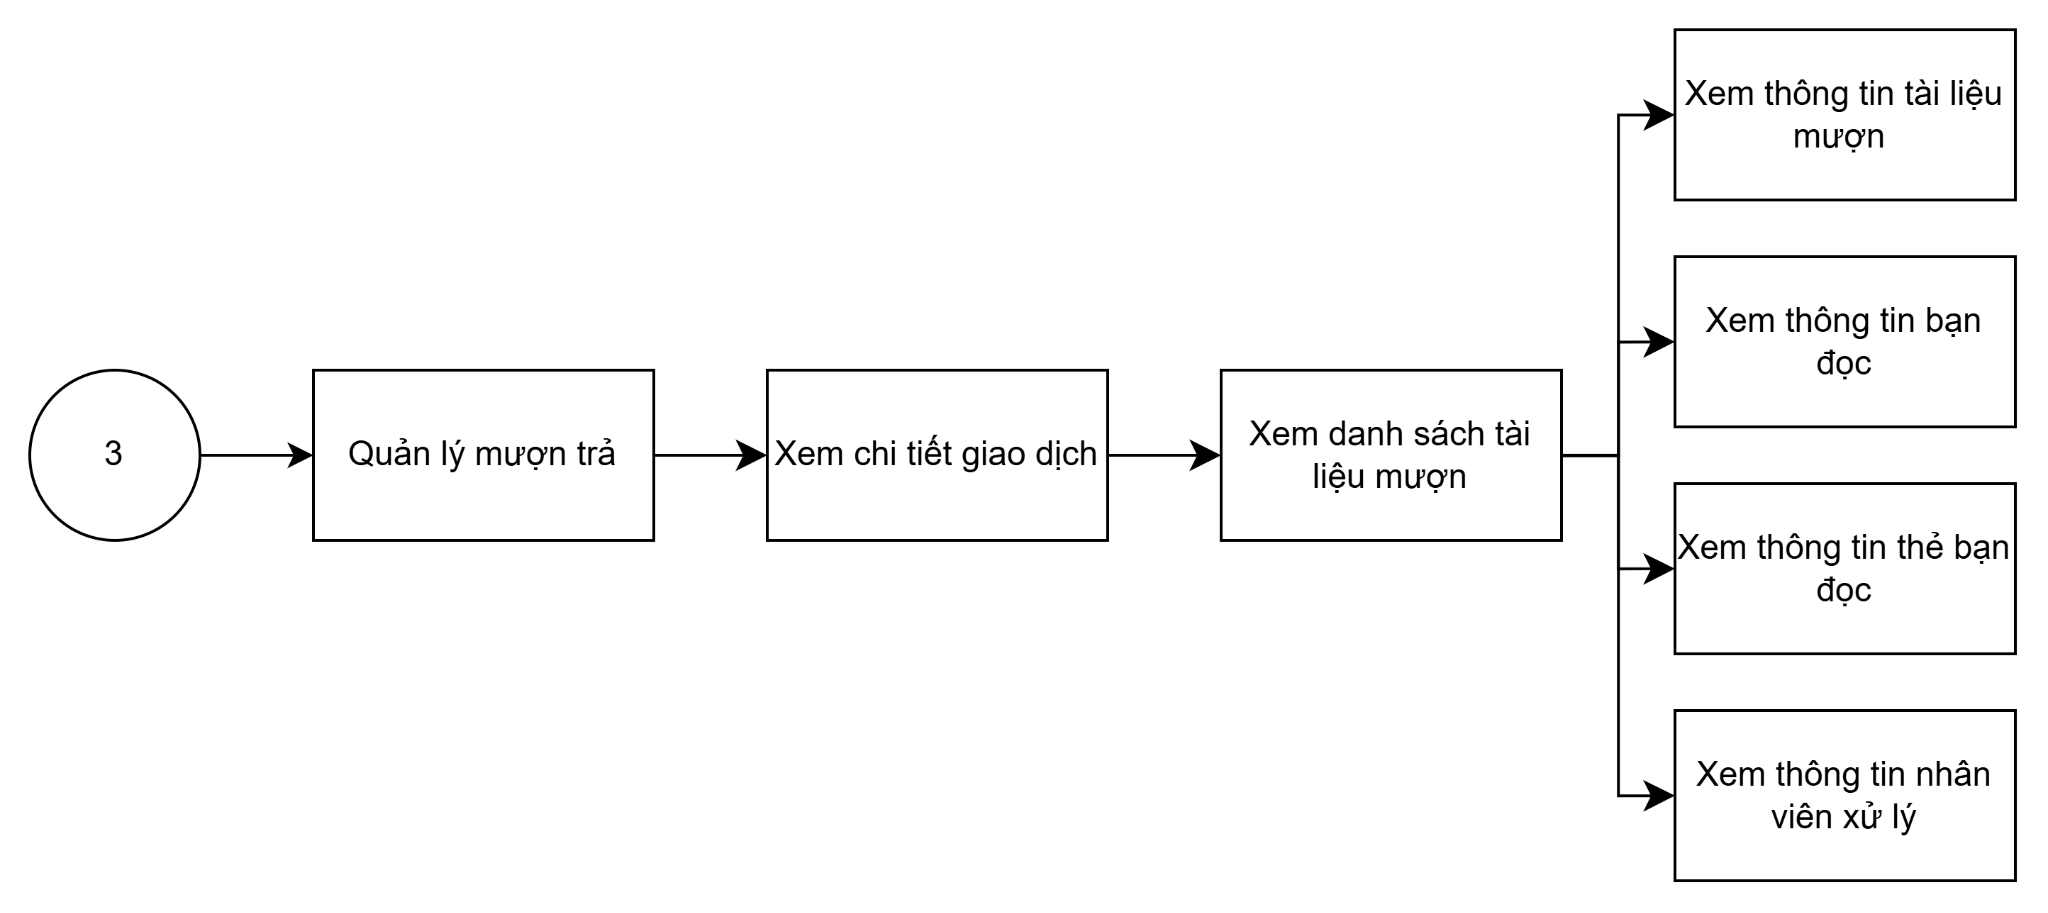 3
Quản lý mượn trả
Xem chi tiết giao dịch
Xem danh sách tài
liệu mượn
Xem thông tin tài liệu
mượn
Xem thông tin bạn
đọc
Xem thông tin thẻ bạn
đọc
Xem thông tin nhân
viên xử lý